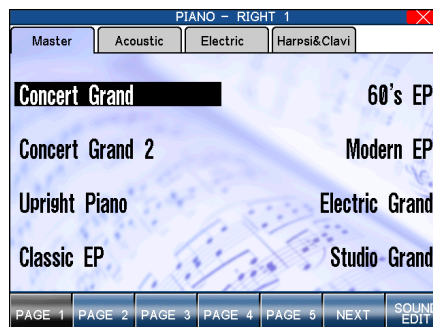 PIANO – RIGHT 1
Master Acoustic Electric Harpsi&Clavi
Concert Grand 60's EP
Concert Grand 2 Modern EP
Upright Piano Electric Grand
Classic EP Studio Grand
PAGE 1 PAGE 2 PAGE 3 PAGE 4 PAGE 5 NEXT SOUND EDIT